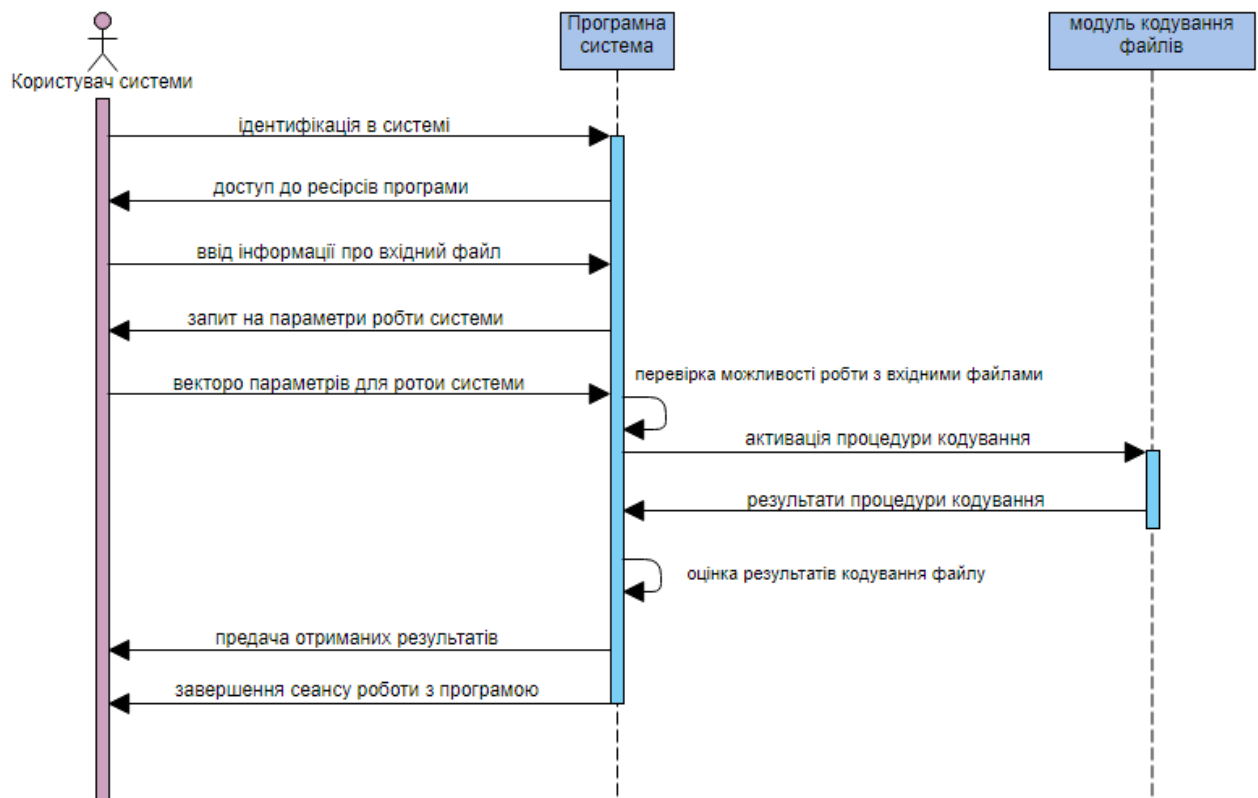 Програмна
система
модуль кодування
файлів
Користувач системи
ідентифікація в системі
доступ до ресірсів програми
ввід інформації про вхідний файл
запит на параметри робти системи
векторо параметрів для ротои системи
перевірка можливості робти з вхідними файлами
активація процедури кодування
результати процедури кодування
оцінка результатів кодування файлу
предача отриманих результатів
завершення сеансу роботи з програмою